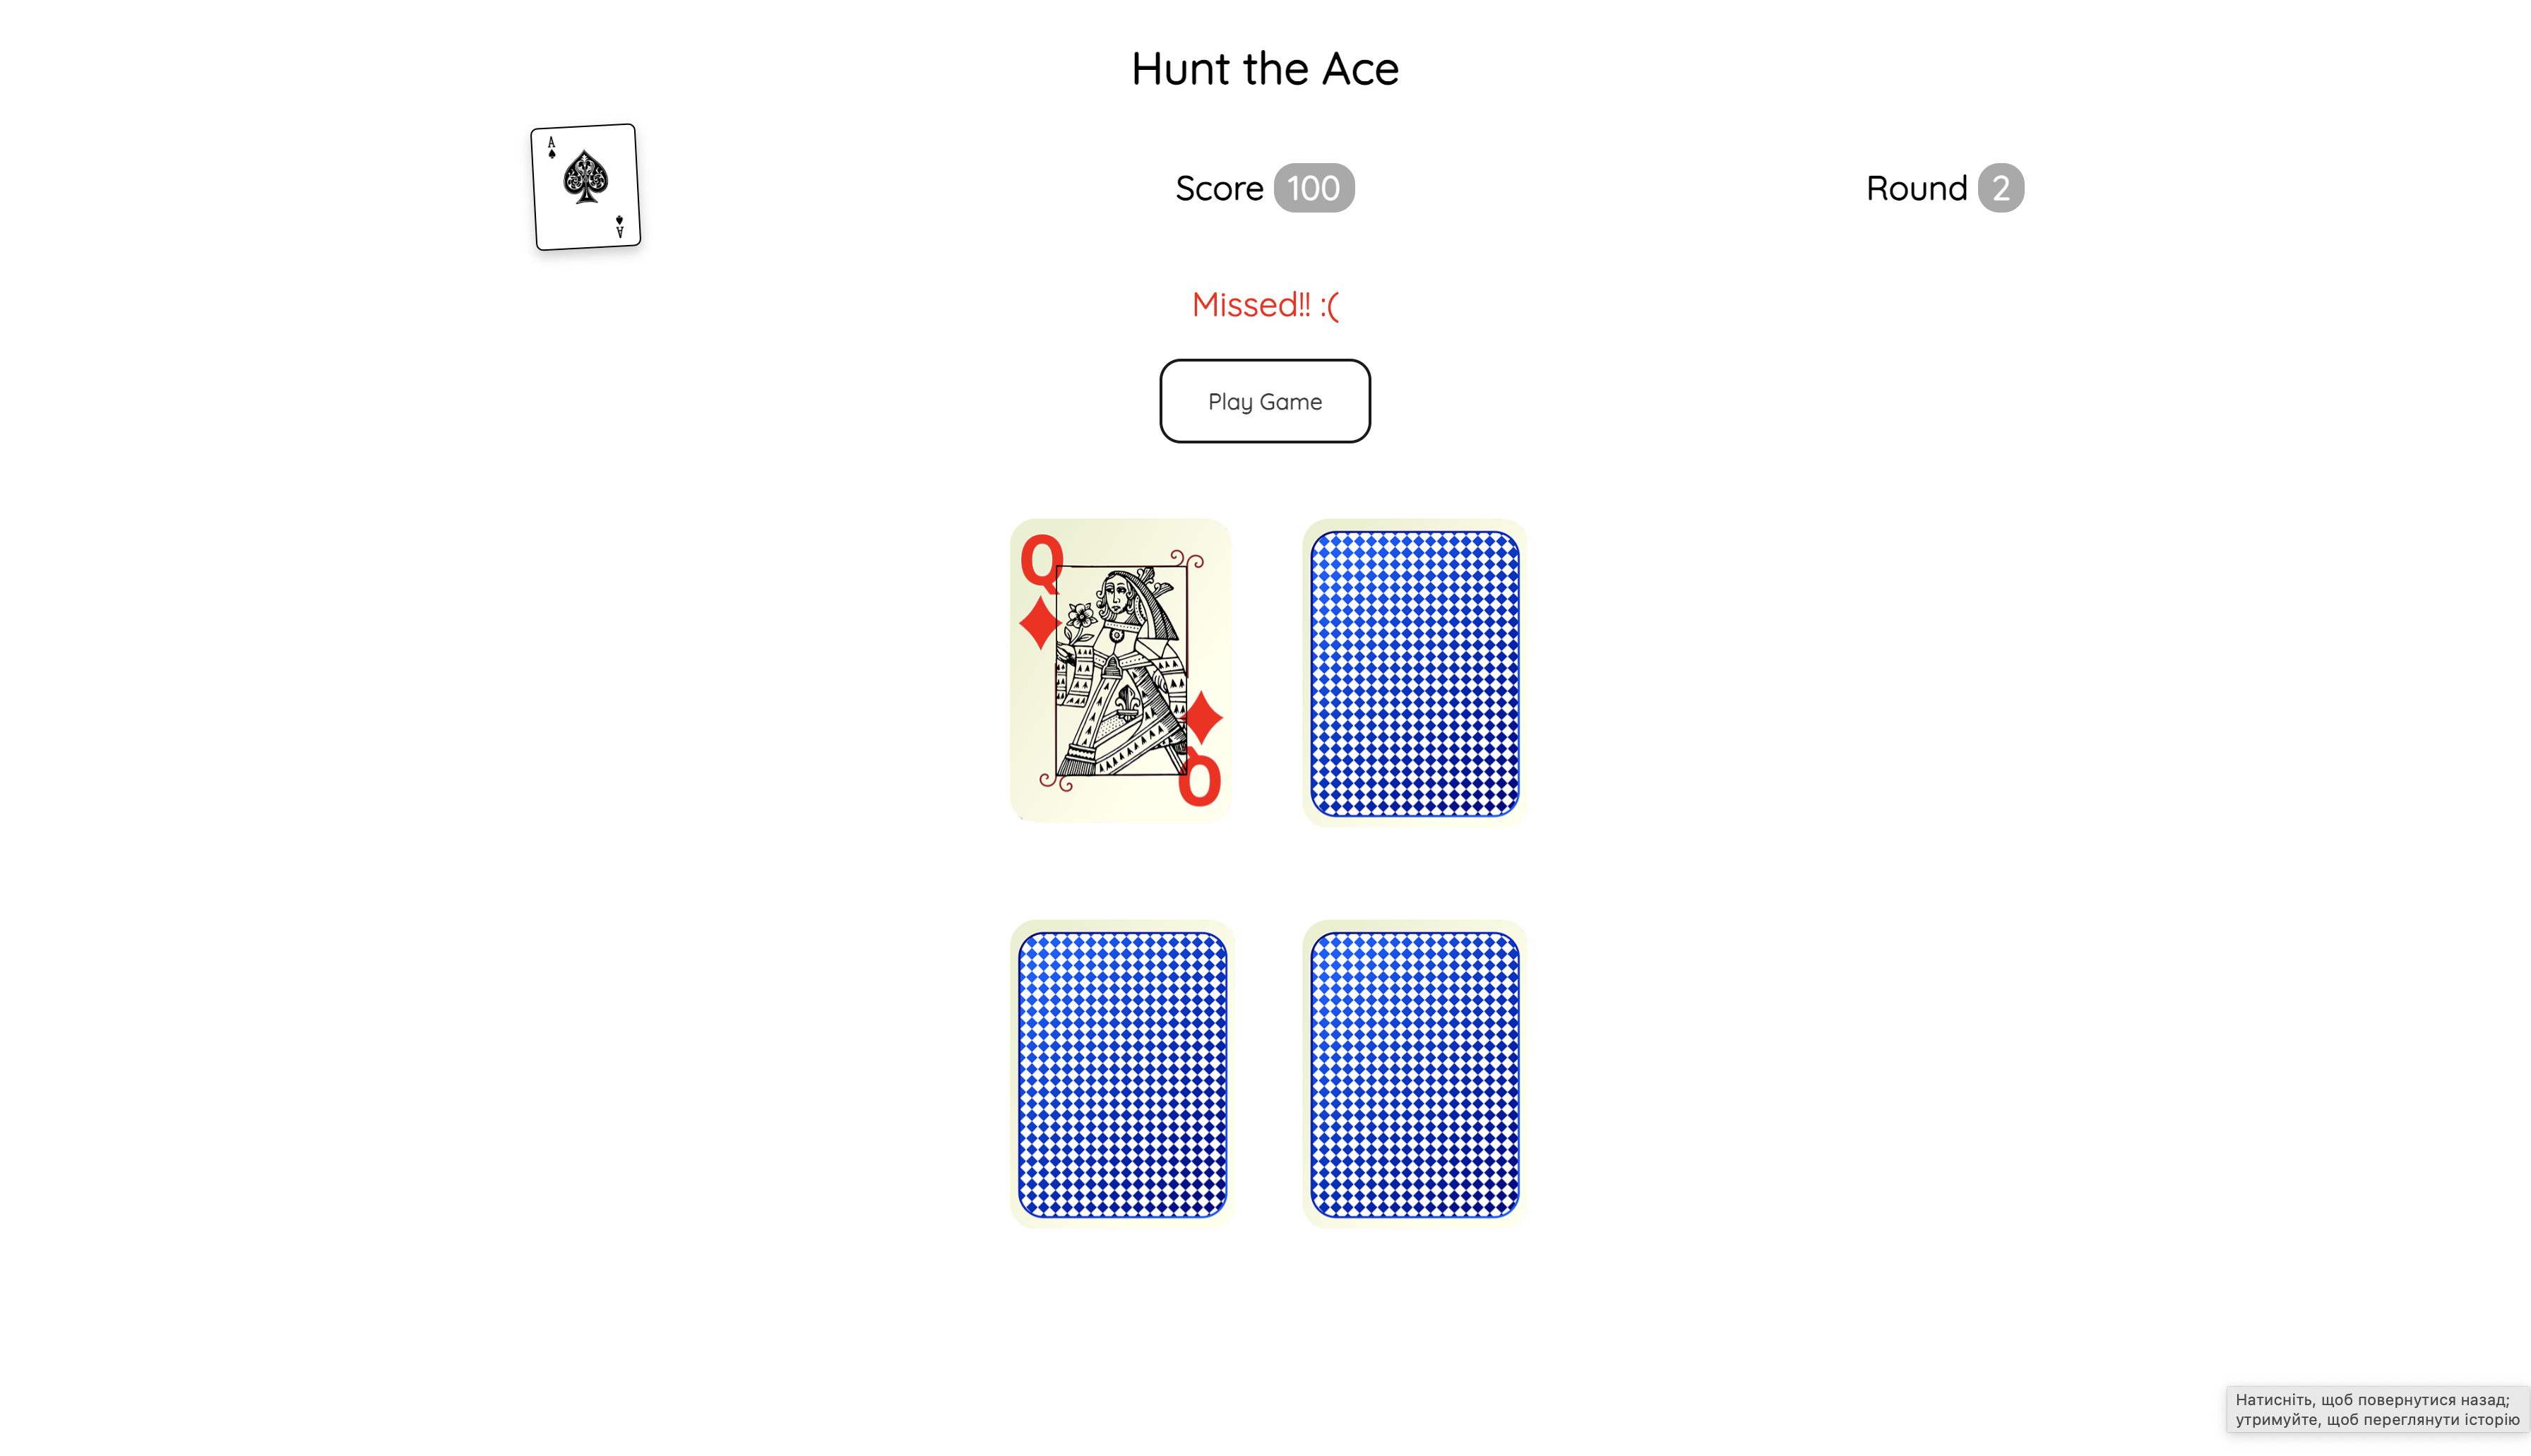 Hunt the Ace
A
A
Score 100
Round 2
Missed!! :(
Play Game
Q
Q
Натисніть, щоб повернутися назад;
утримуйте, щоб переглянути історію